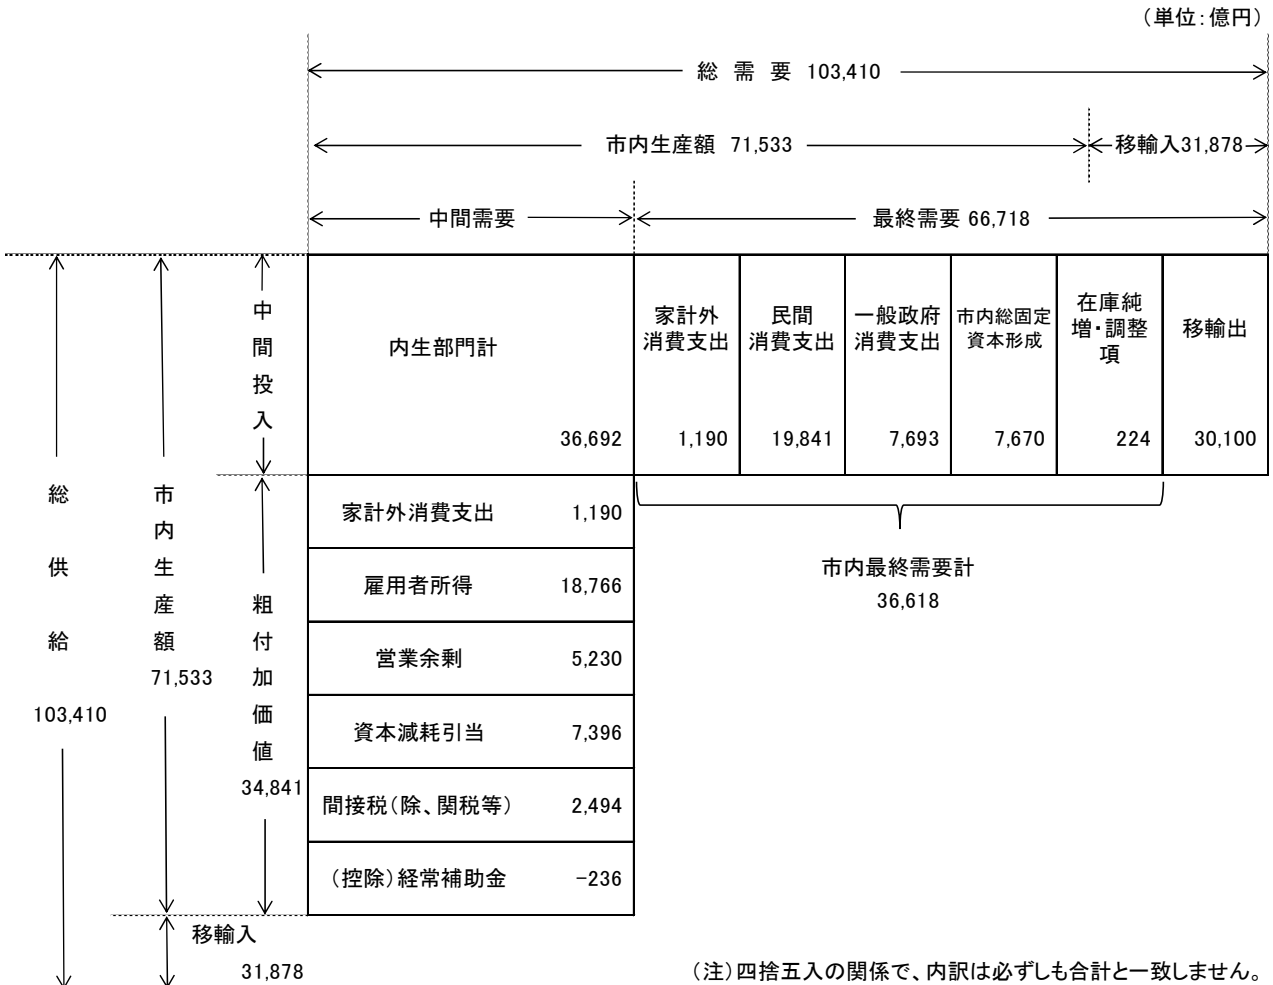 （単位：億円）
総 需 要 103,410
市内生産額 71,533
移輸入31,878
中間需要
最終需要 66,718
中間投入
内生部門計
36,692
家計外
消費支出
1,190
民間
消費支出
19,841
一般政府
消費支出
7,693
市内総固定
資本形成
7,670
在庫純
増・調整
項
224
移輸出
30,100
総供給
103,410
市内生産額
71,533
粗付加価値
34,841
家計外消費支出 1,190
雇用者所得 18,766
営業余剰 5,230
資本減耗引当 7,396
間接税（除、関税等） 2,494
（控除）経常補助金 −236
市内最終需要計
36,618
移輸入
31,878
（注）四捨五入の関係で、内訳は必ずしも合計と一致しません。